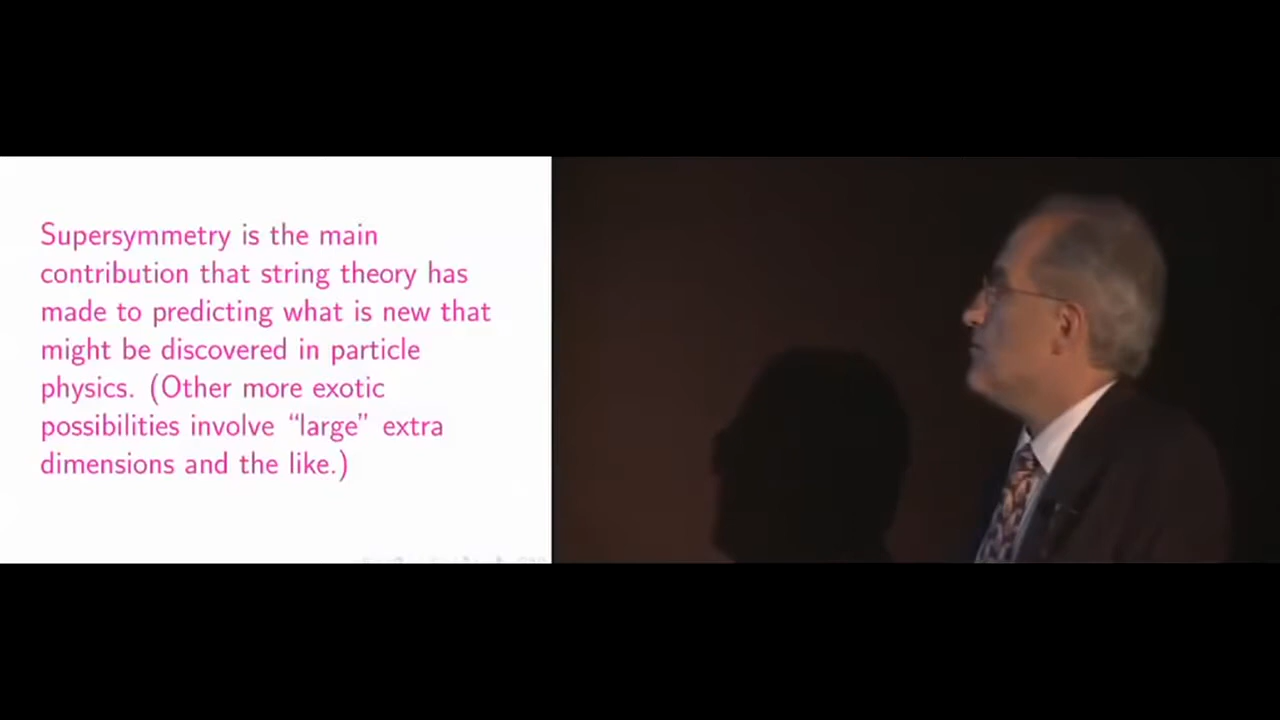 Supersymmetry is the main
contribution that string theory has
made to predicting what is new that
might be discovered in particle
physics. (Other more exotic
possibilities involve “large” extra
dimensions and the like.)